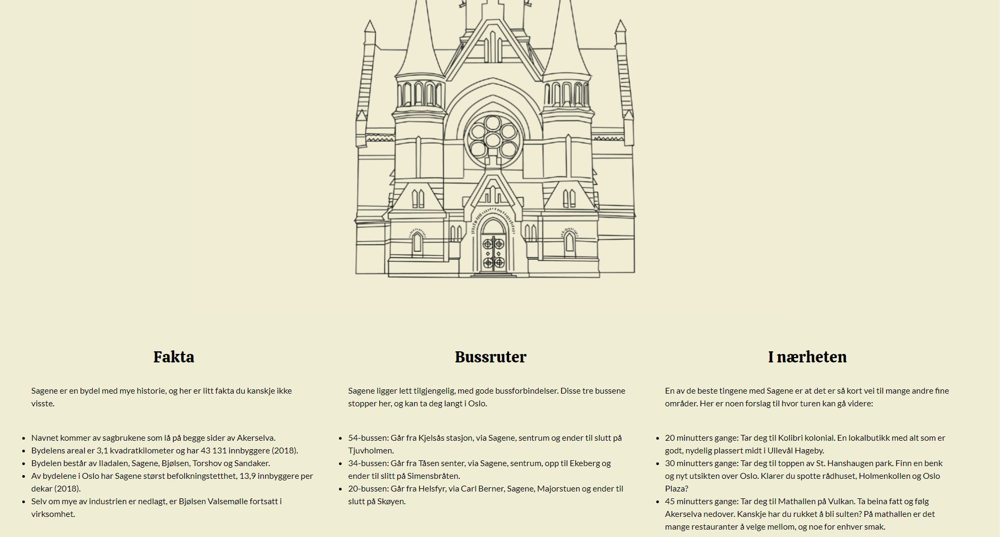 Fakta
Sagene er en bydel med mye historie, og her er litt fakta du kanskje ikke
visste.
• Navnet kommer av sagbrukene som lå på begge sider av Akerselva.
• Bydelens areal er 3,1 kvadratkilometer og har 43 131 innbyggere (2018).
• Bydelen består av Iladalen, Sagene, Bjølsen, Torshov og Sandaker.
• Av bydelene i Oslo har Sagene størst befolkningstetthet, 13,9 innbyggere per
dekar (2018).
• Selv om mye av industrien er nedlagt, er Bjølsen Valsemølle fortsatt i
virksomhet.
Bussruter
Sagene ligger lett tilgjengelig, med gode bussforbindelser. Disse tre bussene
stopper her, og kan ta deg langt i Oslo.
• 54-bussen: Går fra Kjelsås stasjon, via Sagene, sentrum og ender til slutt på
Tjuvholmen.
• 34-bussen: Går fra Tåsen senter, via Sagene, sentrum, opp til Ekeberg og
ender til slitt på Simensbråten.
• 20-bussen: Går fra Helsfyr, via Carl Berner, Sagene, Majorstuen og ender til
slutt på Skøyen.
I nærheten
En av de beste tingene med Sagene er at det er så kort vei til mange andre fine
områder. Her er noen forslag til hvor turen kan gå videre:
• 20 minutters gange: Tar deg til Kolibri kolonial. En lokalbutikk med alt som er
godt, nydelig plassert midt i Ullevål Hageby.
• 30 minutters gange: Tar deg til toppen av St. Hanshaugen park. Finn en benk
og nyt utsikten over Oslo. Klarer du spotte rådhuset, Holmenkollen og Oslo
Plaza?
• 45 minutters gange: Tar deg til Mathallen på Vulkan. Ta beina fatt og følg
Akerselva nedover. Kanskje har du rukket å bli sulten? På mathallen er det
mange restauranter å velge mellom, og noe for enhver smak.